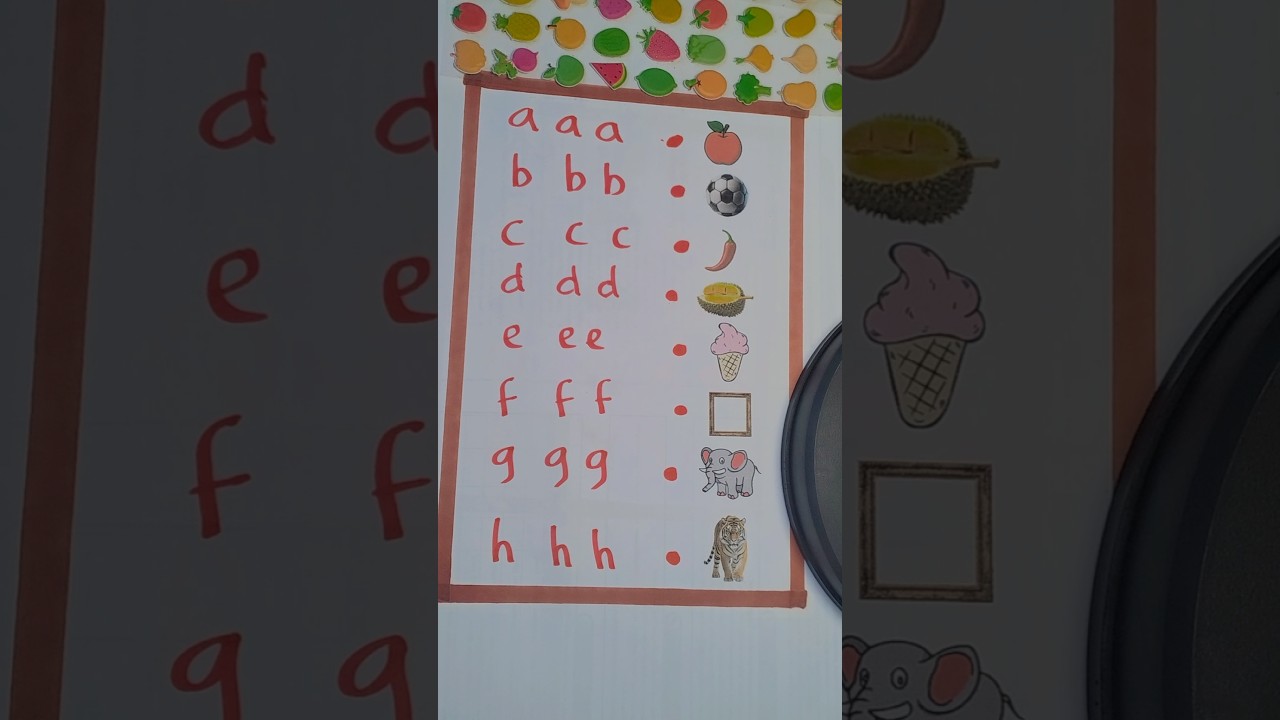 a a a
b b b
c c c
d d d
e e e
f f f
g g g
h h h